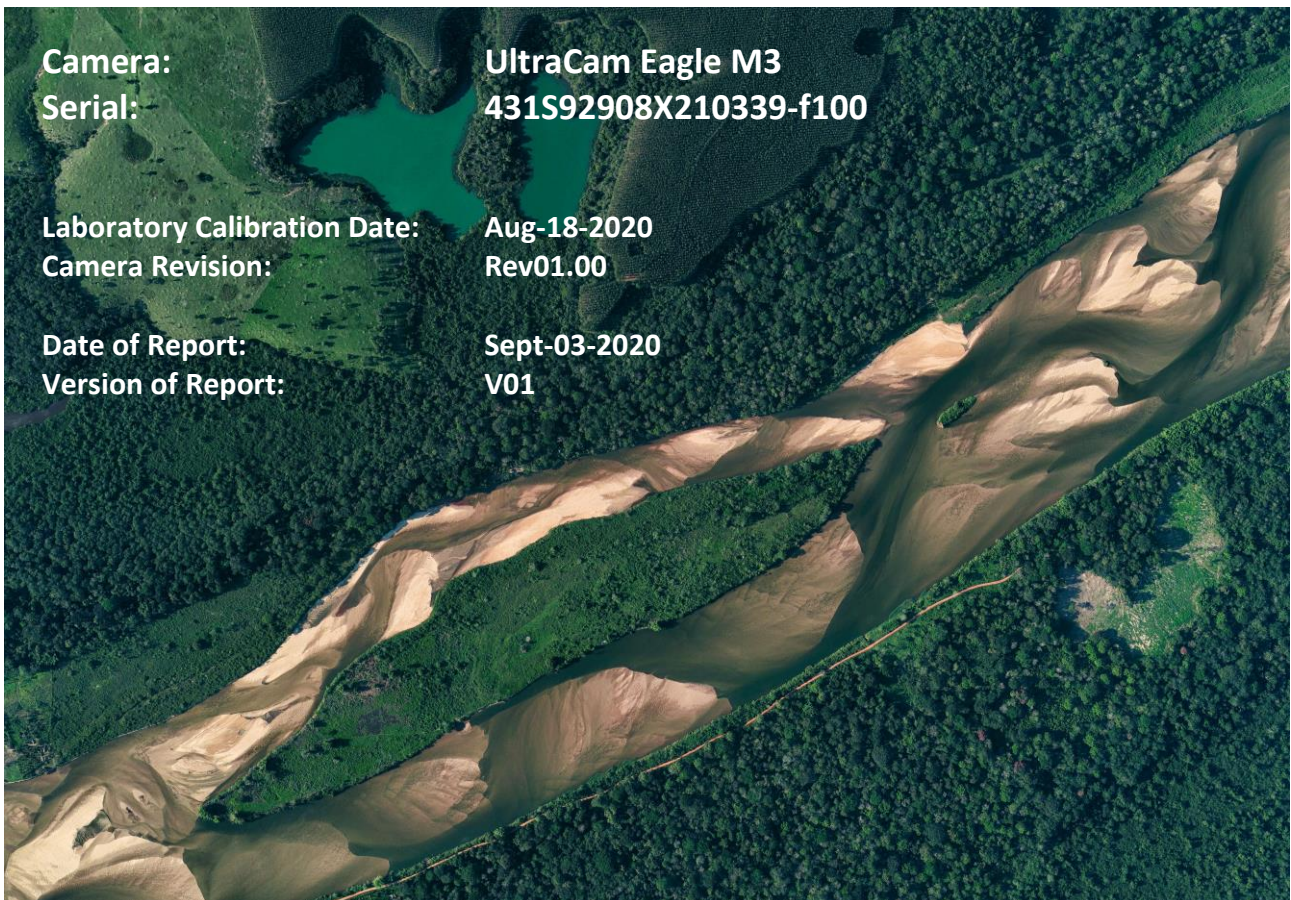 Camera: UltraCam Eagle M3
Serial: 431S92908X210339-f100
Laboratory Calibration Date: Aug-18-2020
Camera Revision: Rev01.00
Date of Report: Sept-03-2020
Version of Report: V01